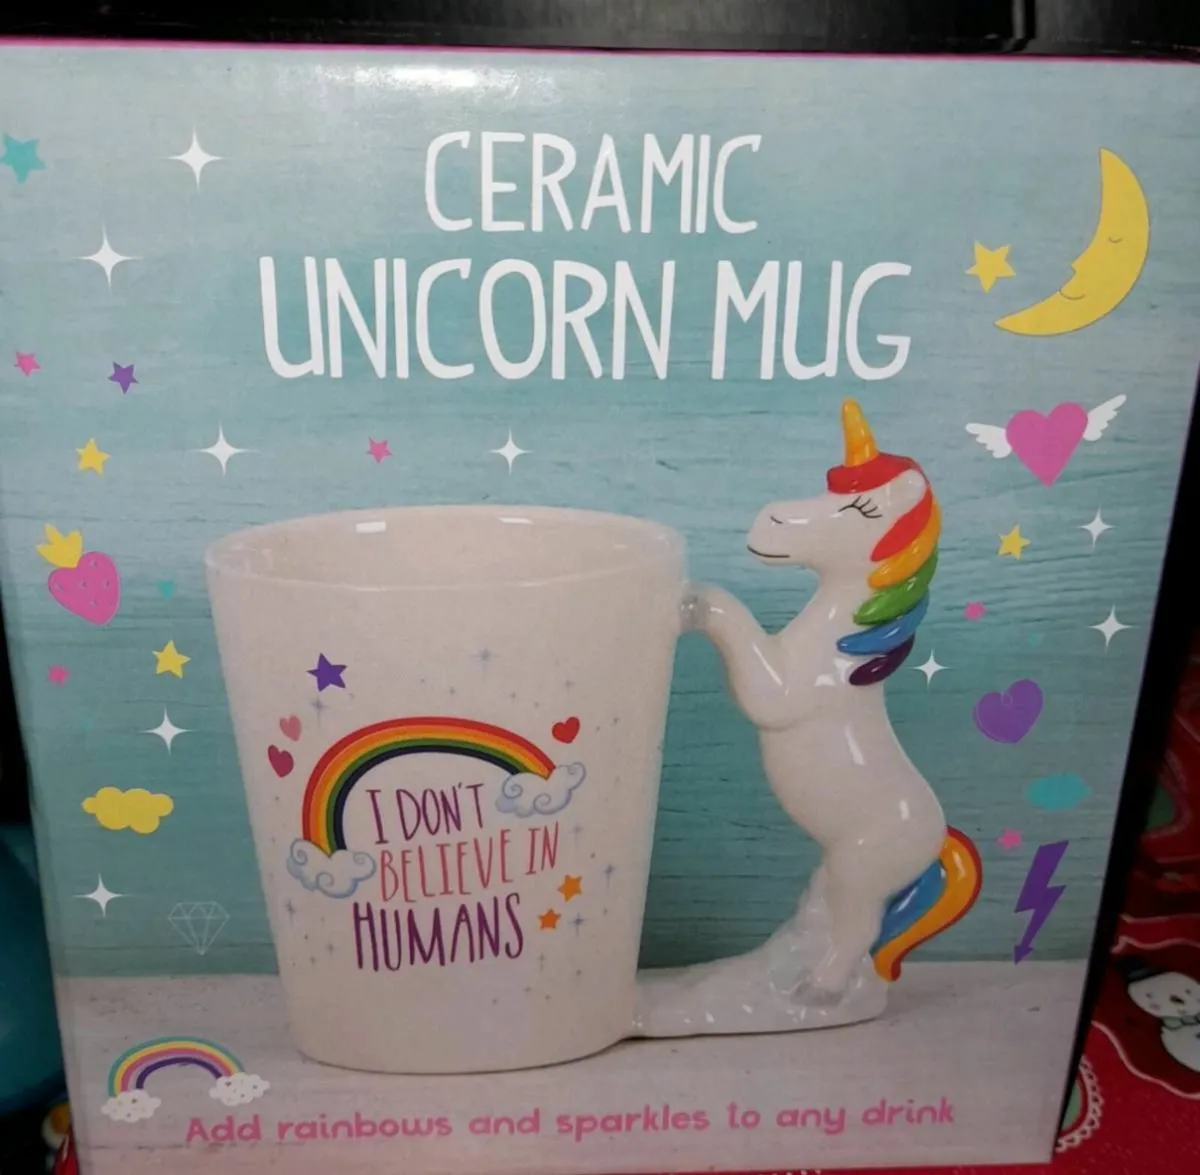 CERAMIC
UNICORN MUG
I DON'T
BELIEVE IN
HUMANS
Add rainbows and sparkles to any drink